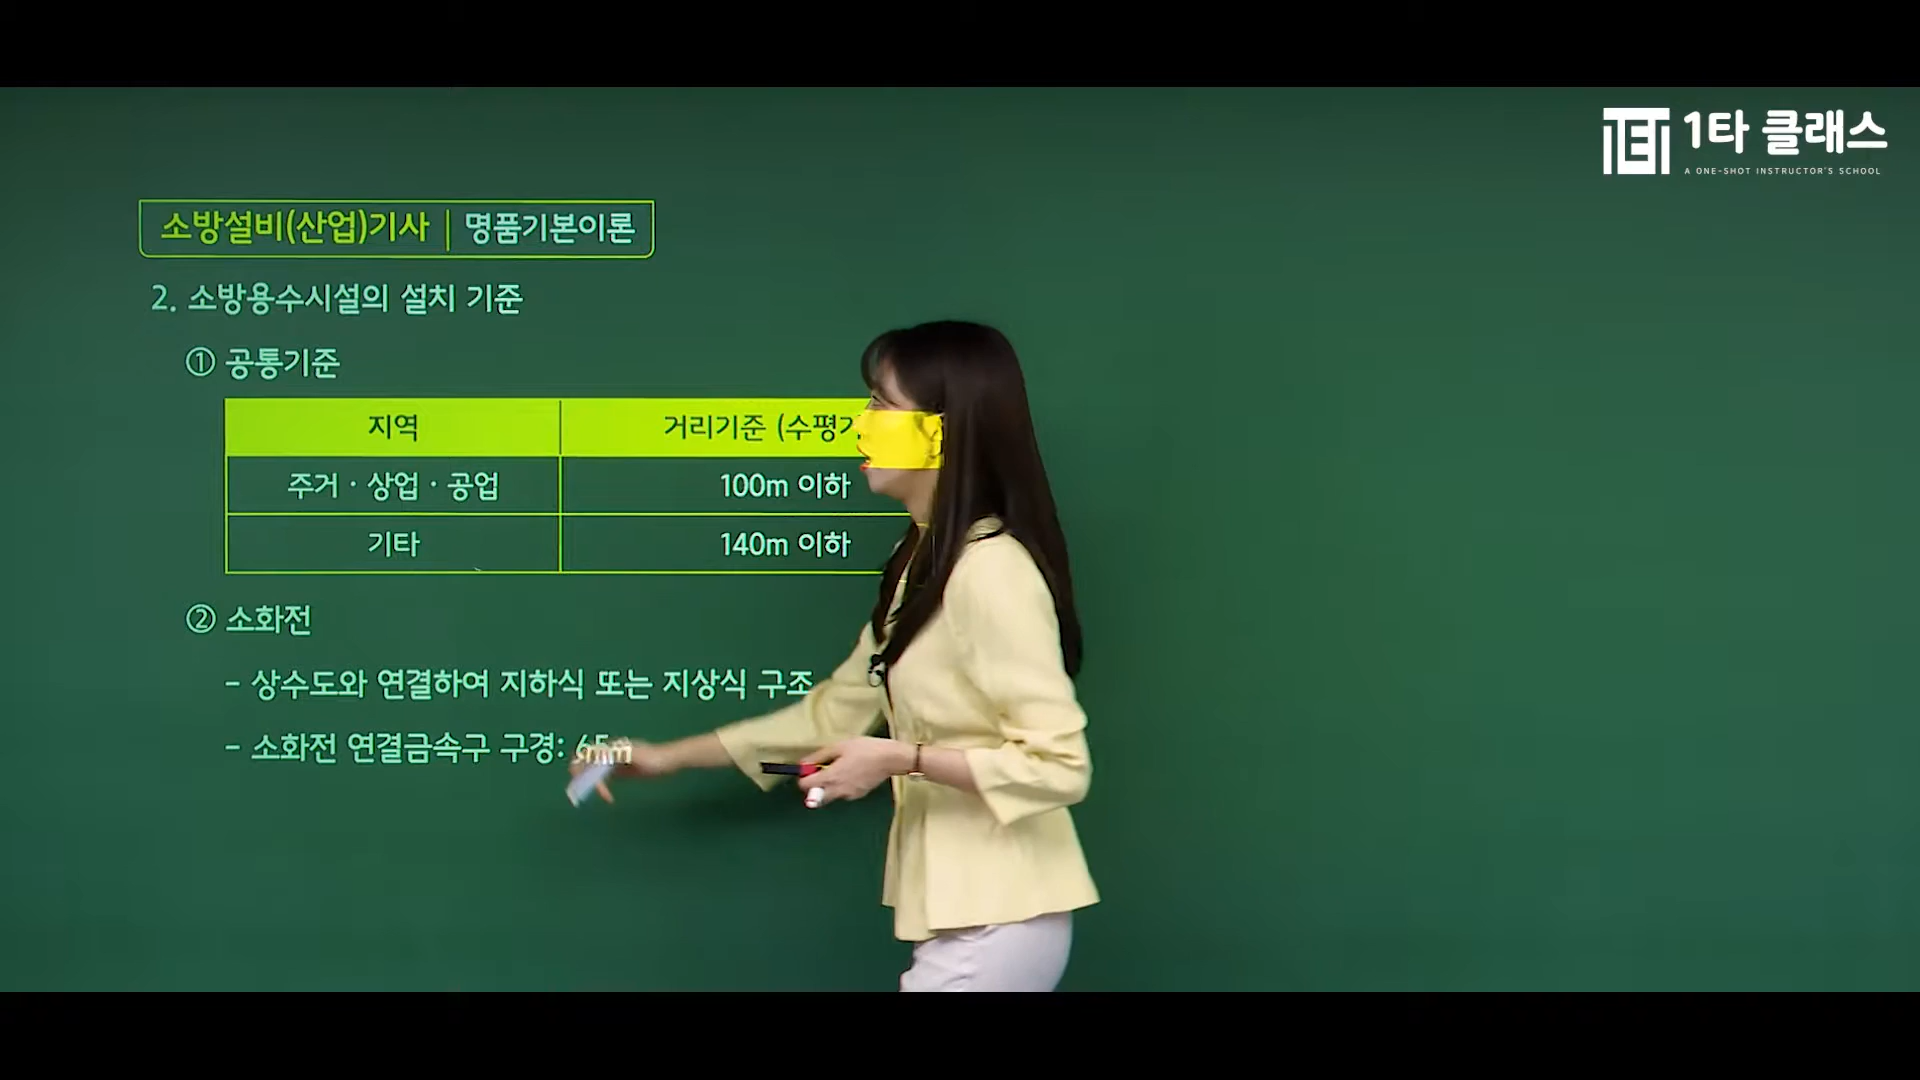 1타 클래스
A ONE-SHOT INSTRUCTOR'S SCHOOL
소방설비(산업)기사 | 명품기본이론
2. 소방용수시설의 설치 기준
① 공통기준
지역 거리기준
주거 · 상업 · 공업 100m 이하
기타 140m 이하
② 소화전
- 상수도와 연결하여 지하식 또는 지상식 구조
- 소화전 연결금속구 구경: